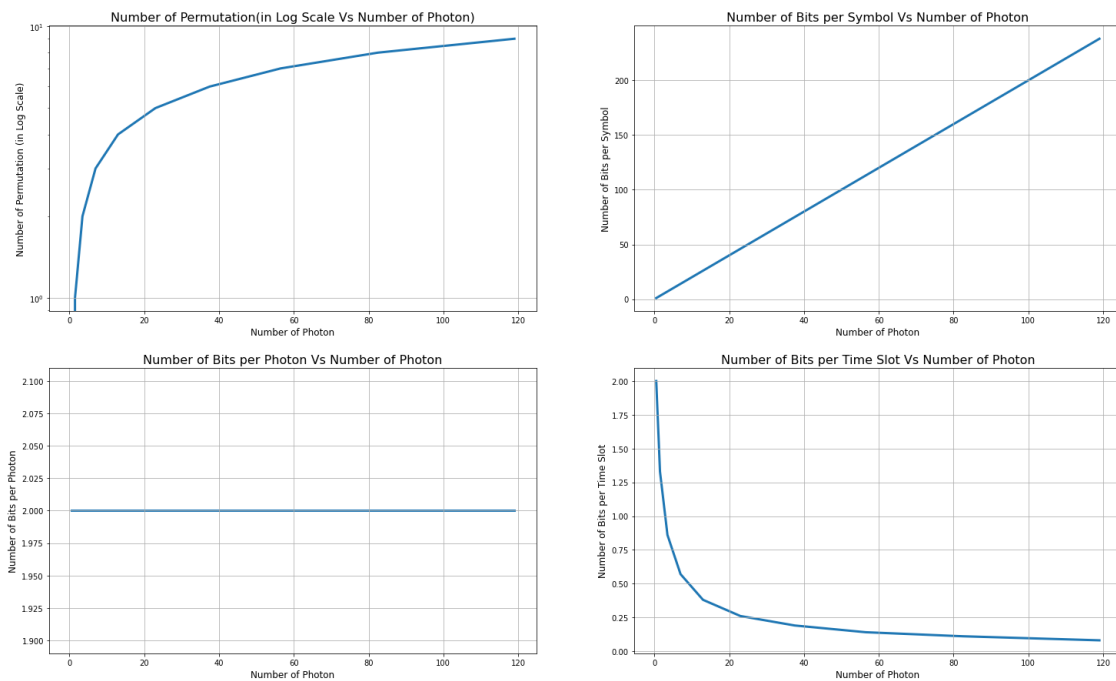 Number of Permutation(in Log Scale Vs Number of Photon)
10¹
10⁰
Number of Permutation (in Log Scale)
0 20 40 60 80 100 120
Number of Photon
Number of Bits per Symbol Vs Number of Photon
200
150
100
50
0
Number of Bits per Symbol
0 20 40 60 80 100 120
Number of Photon
Number of Bits per Photon Vs Number of Photon
2.100
2.075
2.050
2.025
2.000
1.975
1.950
1.925
1.900
Number of Bits per Photon
0 20 40 60 80 100 120
Number of Photon
Number of Bits per Time Slot Vs Number of Photon
2.00
1.75
1.50
1.25
1.00
0.75
0.50
0.25
0.00
Number of Bits per Time Slot
0 20 40 60 80 100 120
Number of Photon